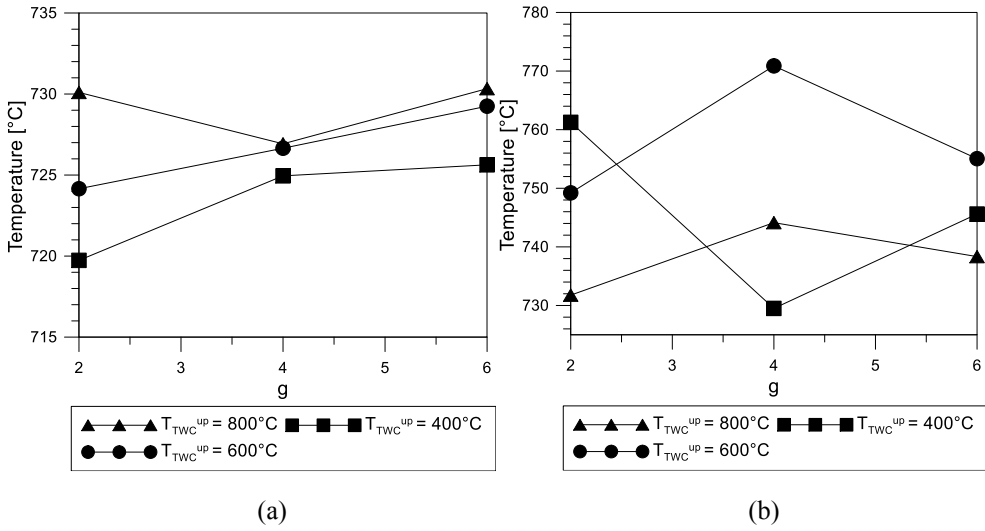 735
730
725
720
715
Temperature [°C]
2
3
4
5
6
g
T_TWC^up = 800°C
T_TWC^up = 400°C
T_TWC^up = 600°C
(a)
780
770
760
750
740
730
Temperature [°C]
2
3
4
5
6
g
T_TWC^up = 800°C
T_TWC^up = 400°C
T_TWC^up = 600°C
(b)